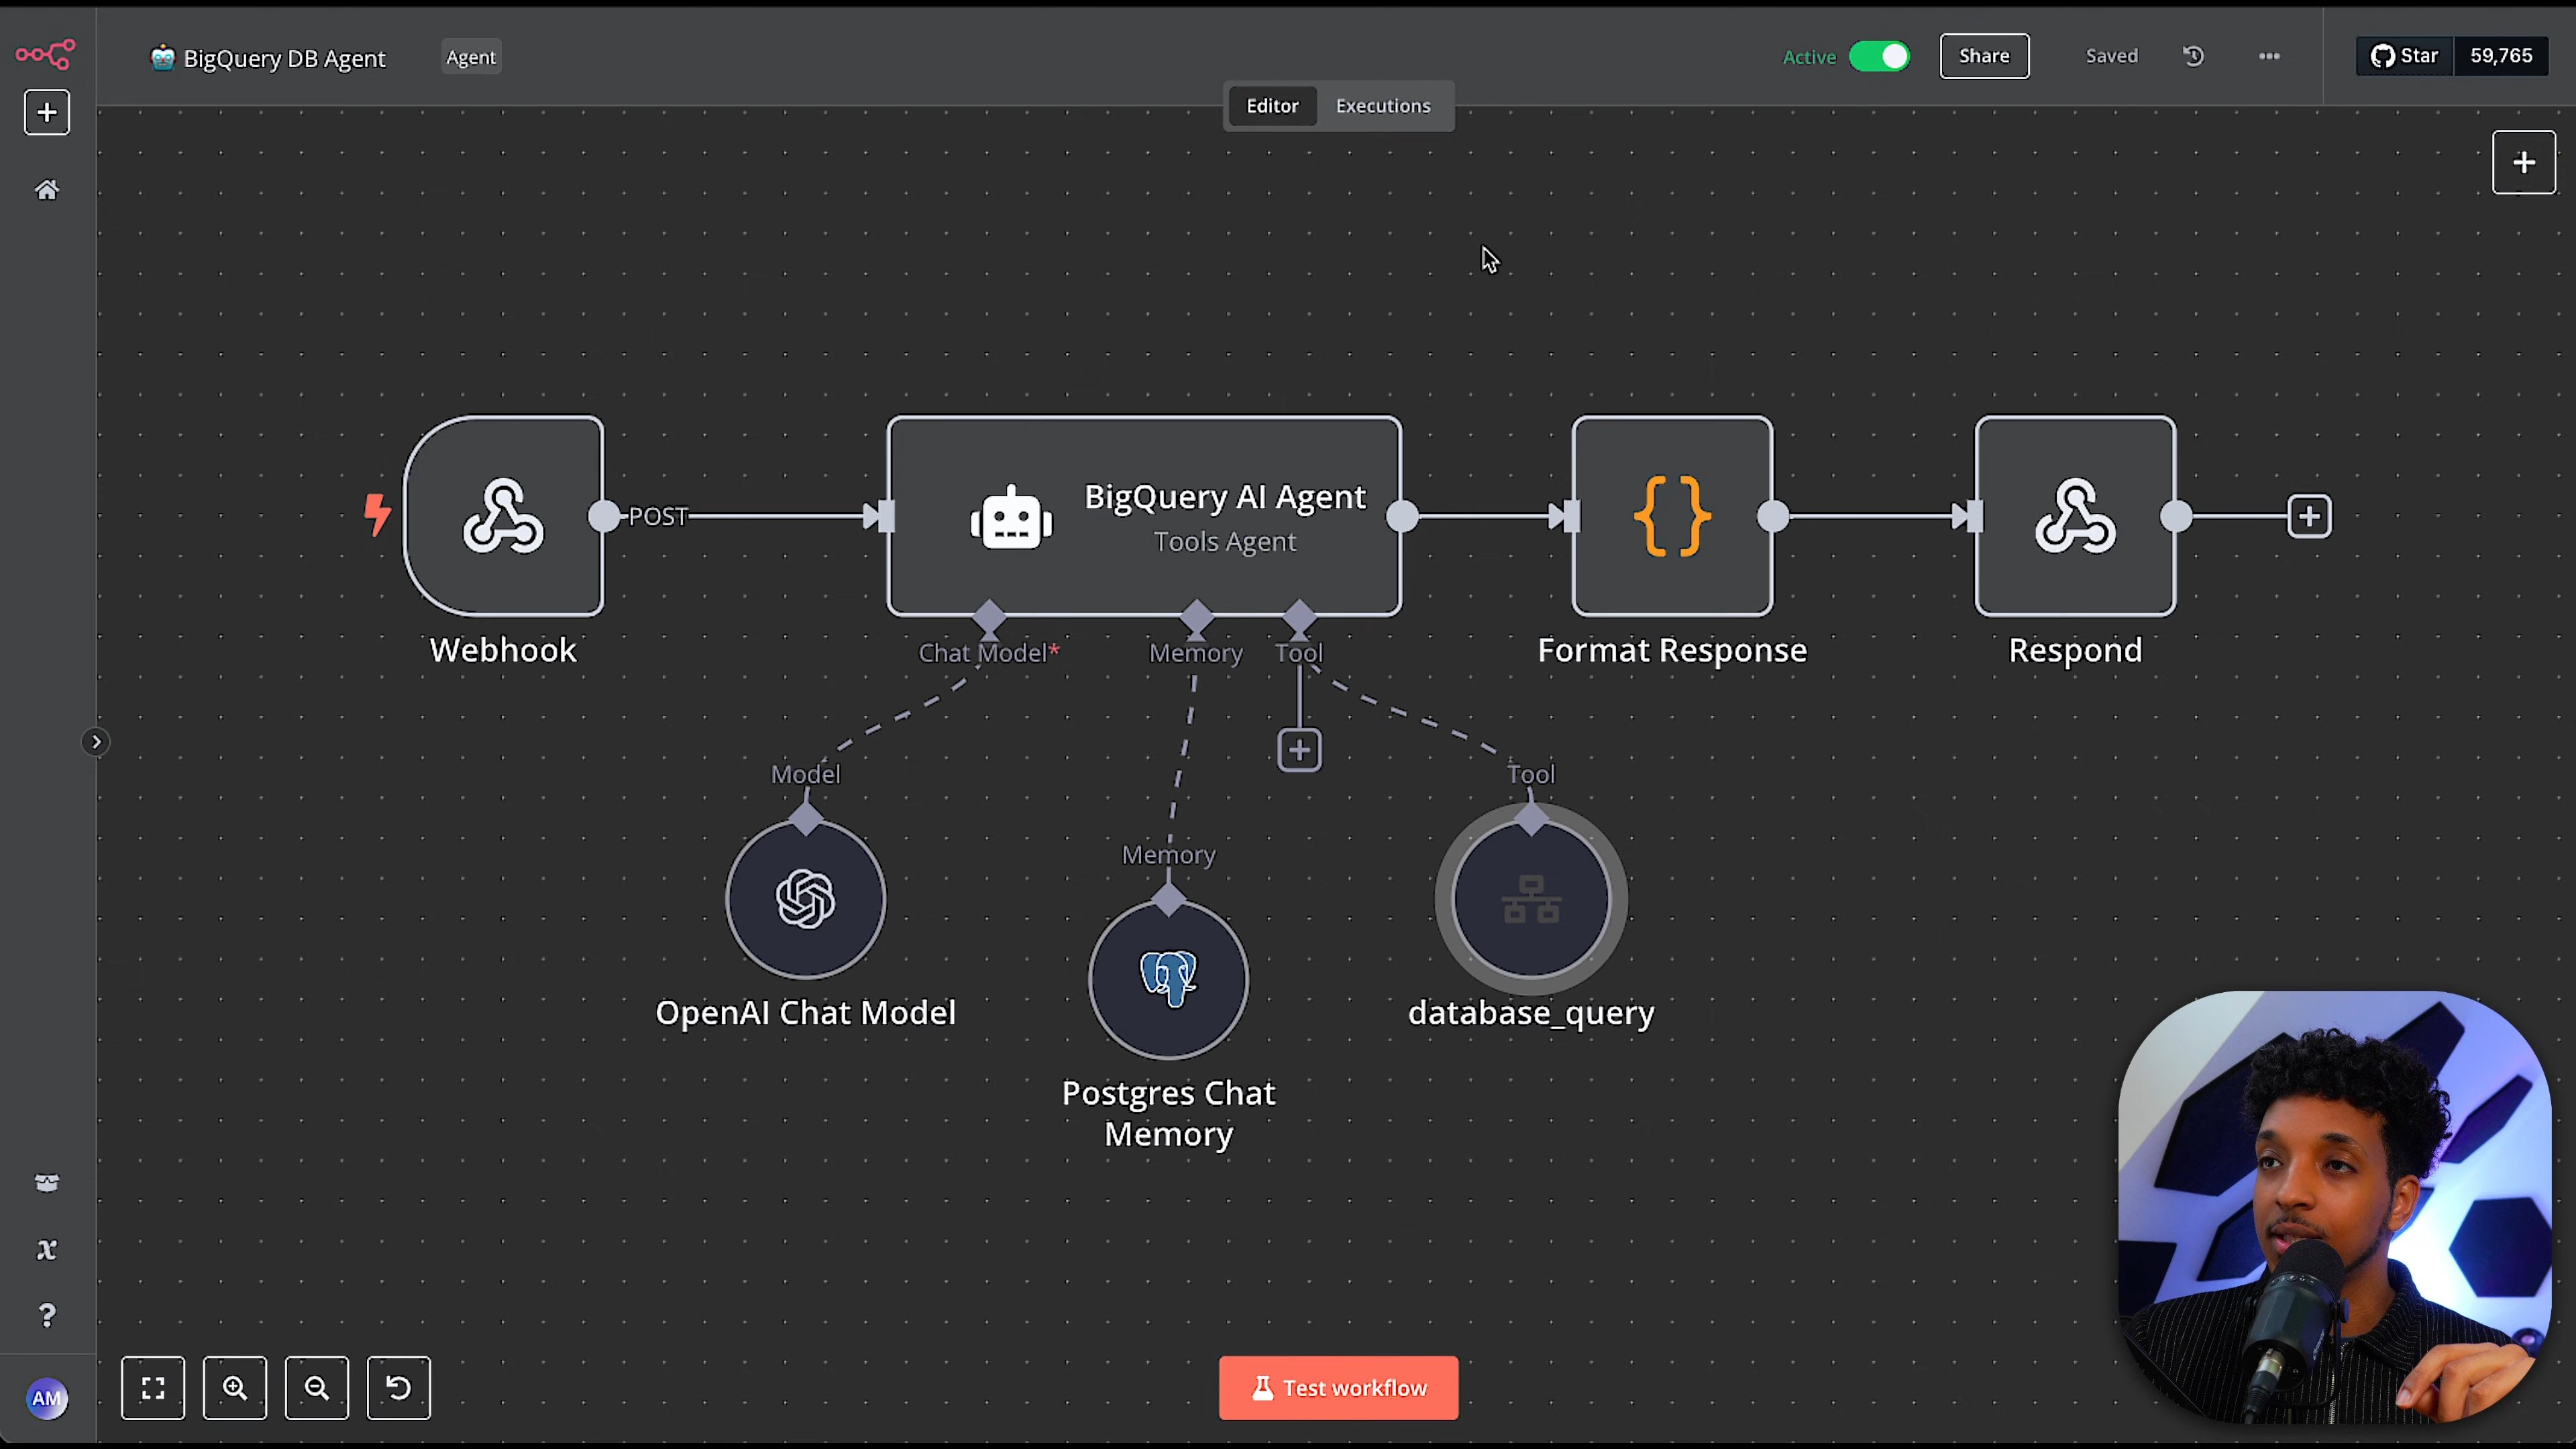 BigQuery DB Agent
Agent
Active
Share
Saved
Star
59,765
Editor
Executions
POST
BigQuery AI Agent
Tools Agent
Webhook
Chat Model*
Memory
Tool
Format Response
Respond
Model
Tool
Memory
OpenAI Chat Model
database_query
Postgres Chat
Memory
x
?
AM
Test workflow